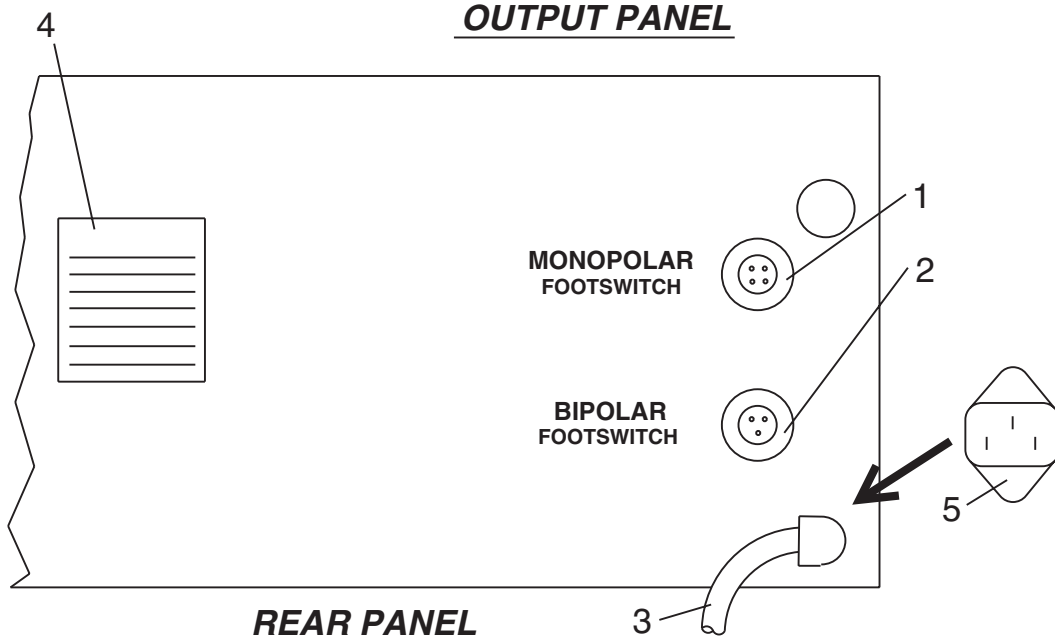 OUTPUT PANEL
4
1
MONOPOLAR
FOOTSWITCH
2
BIPOLAR
FOOTSWITCH
5
3
REAR PANEL